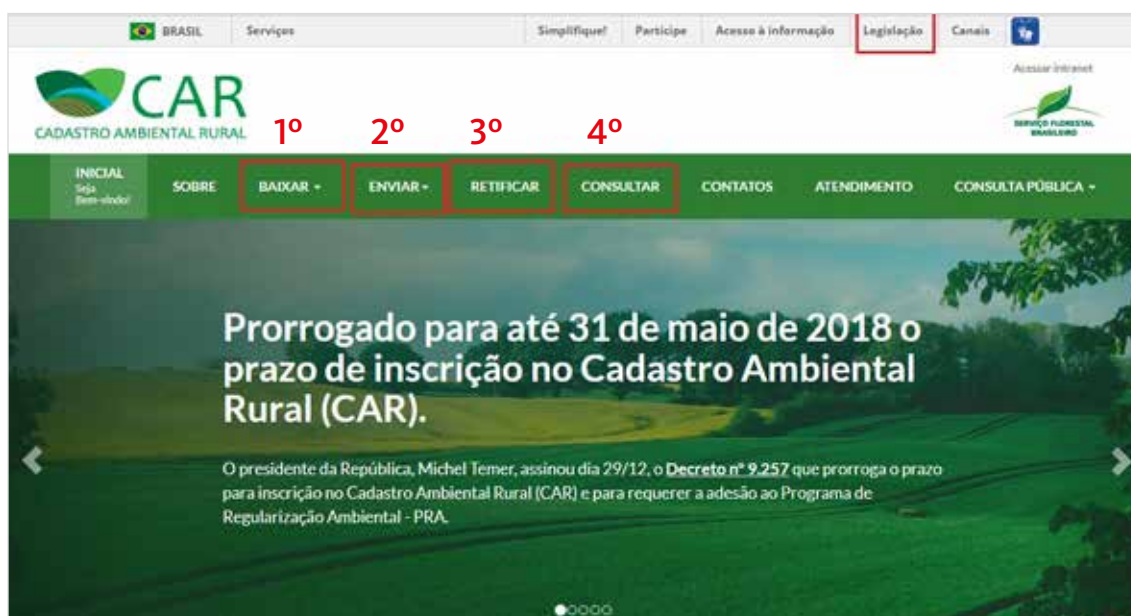 BRASIL Serviços Simplifique! Participe Acesso à informação Legislação Canais
Acessar intranet
CAR
CADASTRO AMBIENTAL RURAL
SERVIÇO FLORESTAL
BRASILEIRO
1º 2º 3º 4º
INICIAL
Seja
Bem-vindo!
SOBRE BAIXAR ENVIAR RETIFICAR CONSULTAR CONTATOS ATENDIMENTO CONSULTA PÚBLICA
Prorrogado para até 31 de maio de 2018 o
prazo de inscrição no Cadastro Ambiental
Rural (CAR).
O presidente da República, Michel Temer, assinou dia 29/12, o Decreto nº 9.257 que prorroga o prazo
para inscrição no Cadastro Ambiental Rural (CAR) e para requerer a adesão ao Programa de
Regularização Ambiental - PRA.